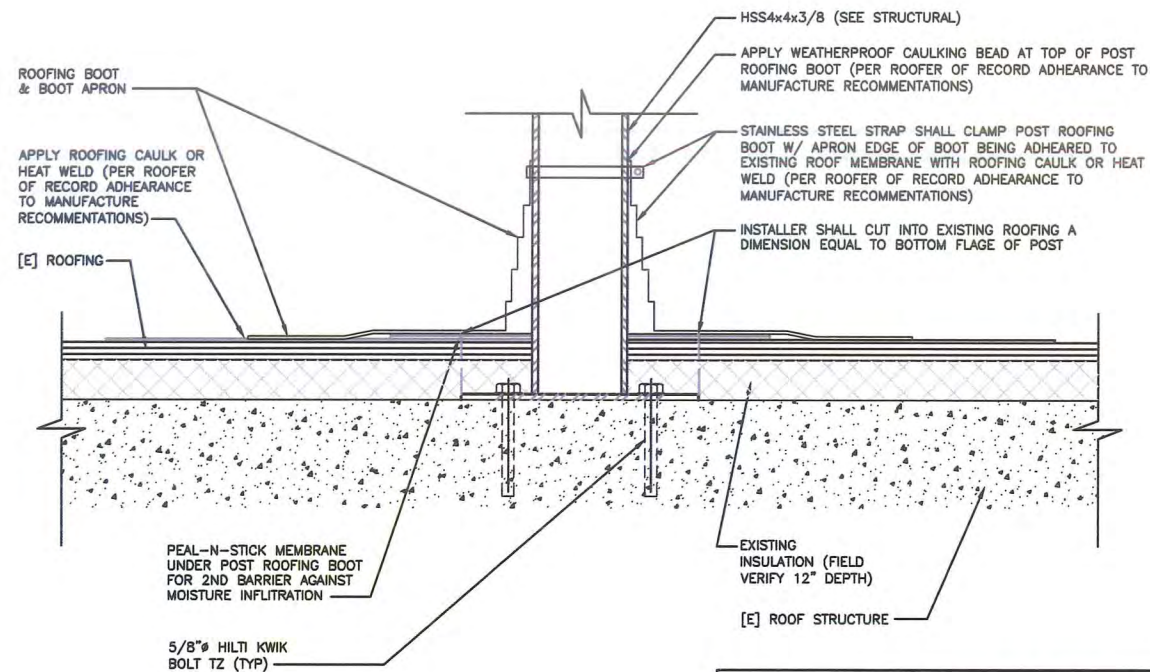 ROOFING BOOT
& BOOT APRON
APPLY ROOFING CAULK OR
HEAT WELD (PER ROOFER
OF RECORD ADHEARANCE
TO MANUFACTURE
RECOMMENTATIONS)
[E] ROOFING
HSS4x4x3/8 (SEE STRUCTURAL)
APPLY WEATHERPROOF CAULKING BEAD AT TOP OF POST
ROOFING BOOT (PER ROOFER OF RECORD ADHEARANCE TO
MANUFACTURE RECOMMENTATIONS)
STAINLESS STEEL STRAP SHALL CLAMP POST ROOFING
BOOT W/ APRON EDGE OF BOOT BEING ADHEARED TO
EXISTING ROOF MEMBRANE WITH ROOFING CAULK OR HEAT
WELD (PER ROOFER OF RECORD ADHEARANCE TO
MANUFACTURE RECOMMENTATIONS)
INSTALLER SHALL CUT INTO EXISTING ROOFING A
DIMENSION EQUAL TO BOTTOM FLAGE OF POST
PEAL-N-STICK MEMBRANE
UNDER POST ROOFING BOOT
FOR 2ND BARRIER AGAINST
MOISTURE INFLITRATION
5/8"ø HILTI KWIK
BOLT TZ (TYP)
EXISTING
INSULATION (FIELD
VERIFY 12" DEPTH)
[E] ROOF STRUCTURE